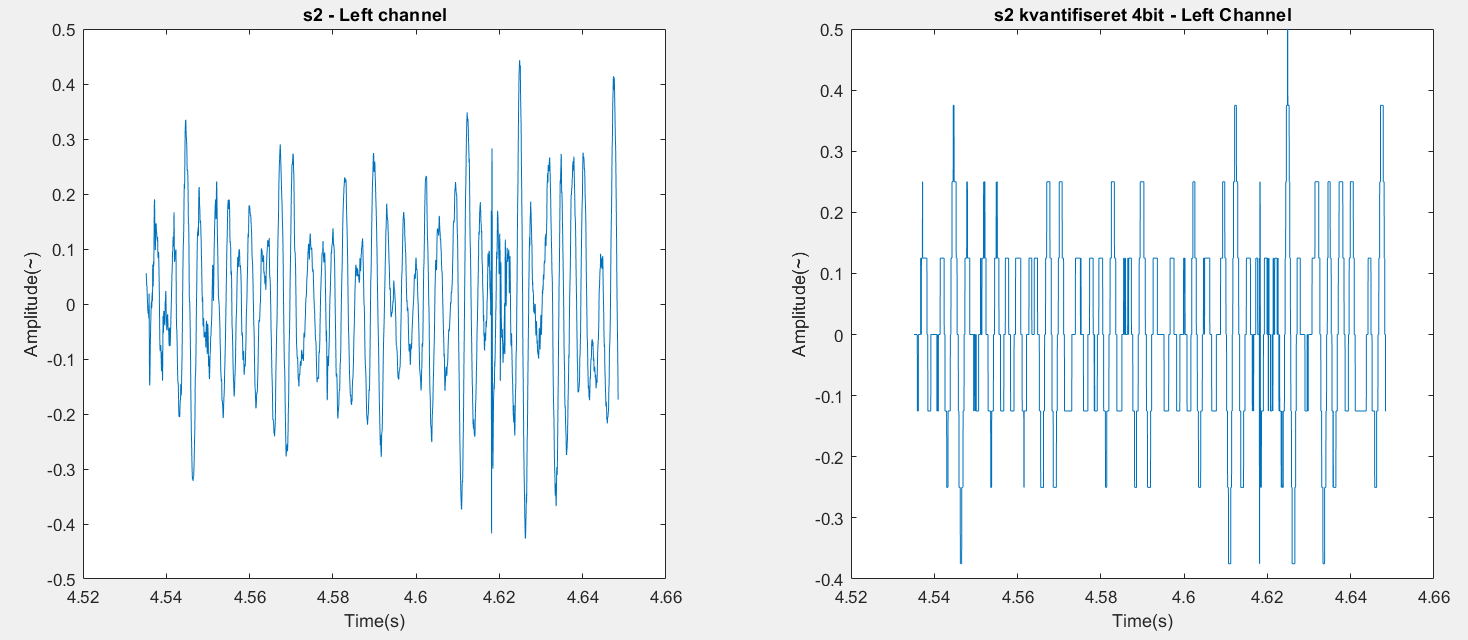 s2 - Left channel
0.5
0.4
0.3
0.2
0.1
0
-0.1
-0.2
-0.3
-0.4
-0.5
Amplitude(~)
4.52 4.54 4.56 4.58 4.6 4.62 4.64 4.66
Time(s)
s2 kvantifiseret 4bit - Left Channel
0.5
0.4
0.3
0.2
0.1
0
-0.1
-0.2
-0.3
-0.4
Amplitude(~)
4.52 4.54 4.56 4.58 4.6 4.62 4.64 4.66
Time(s)